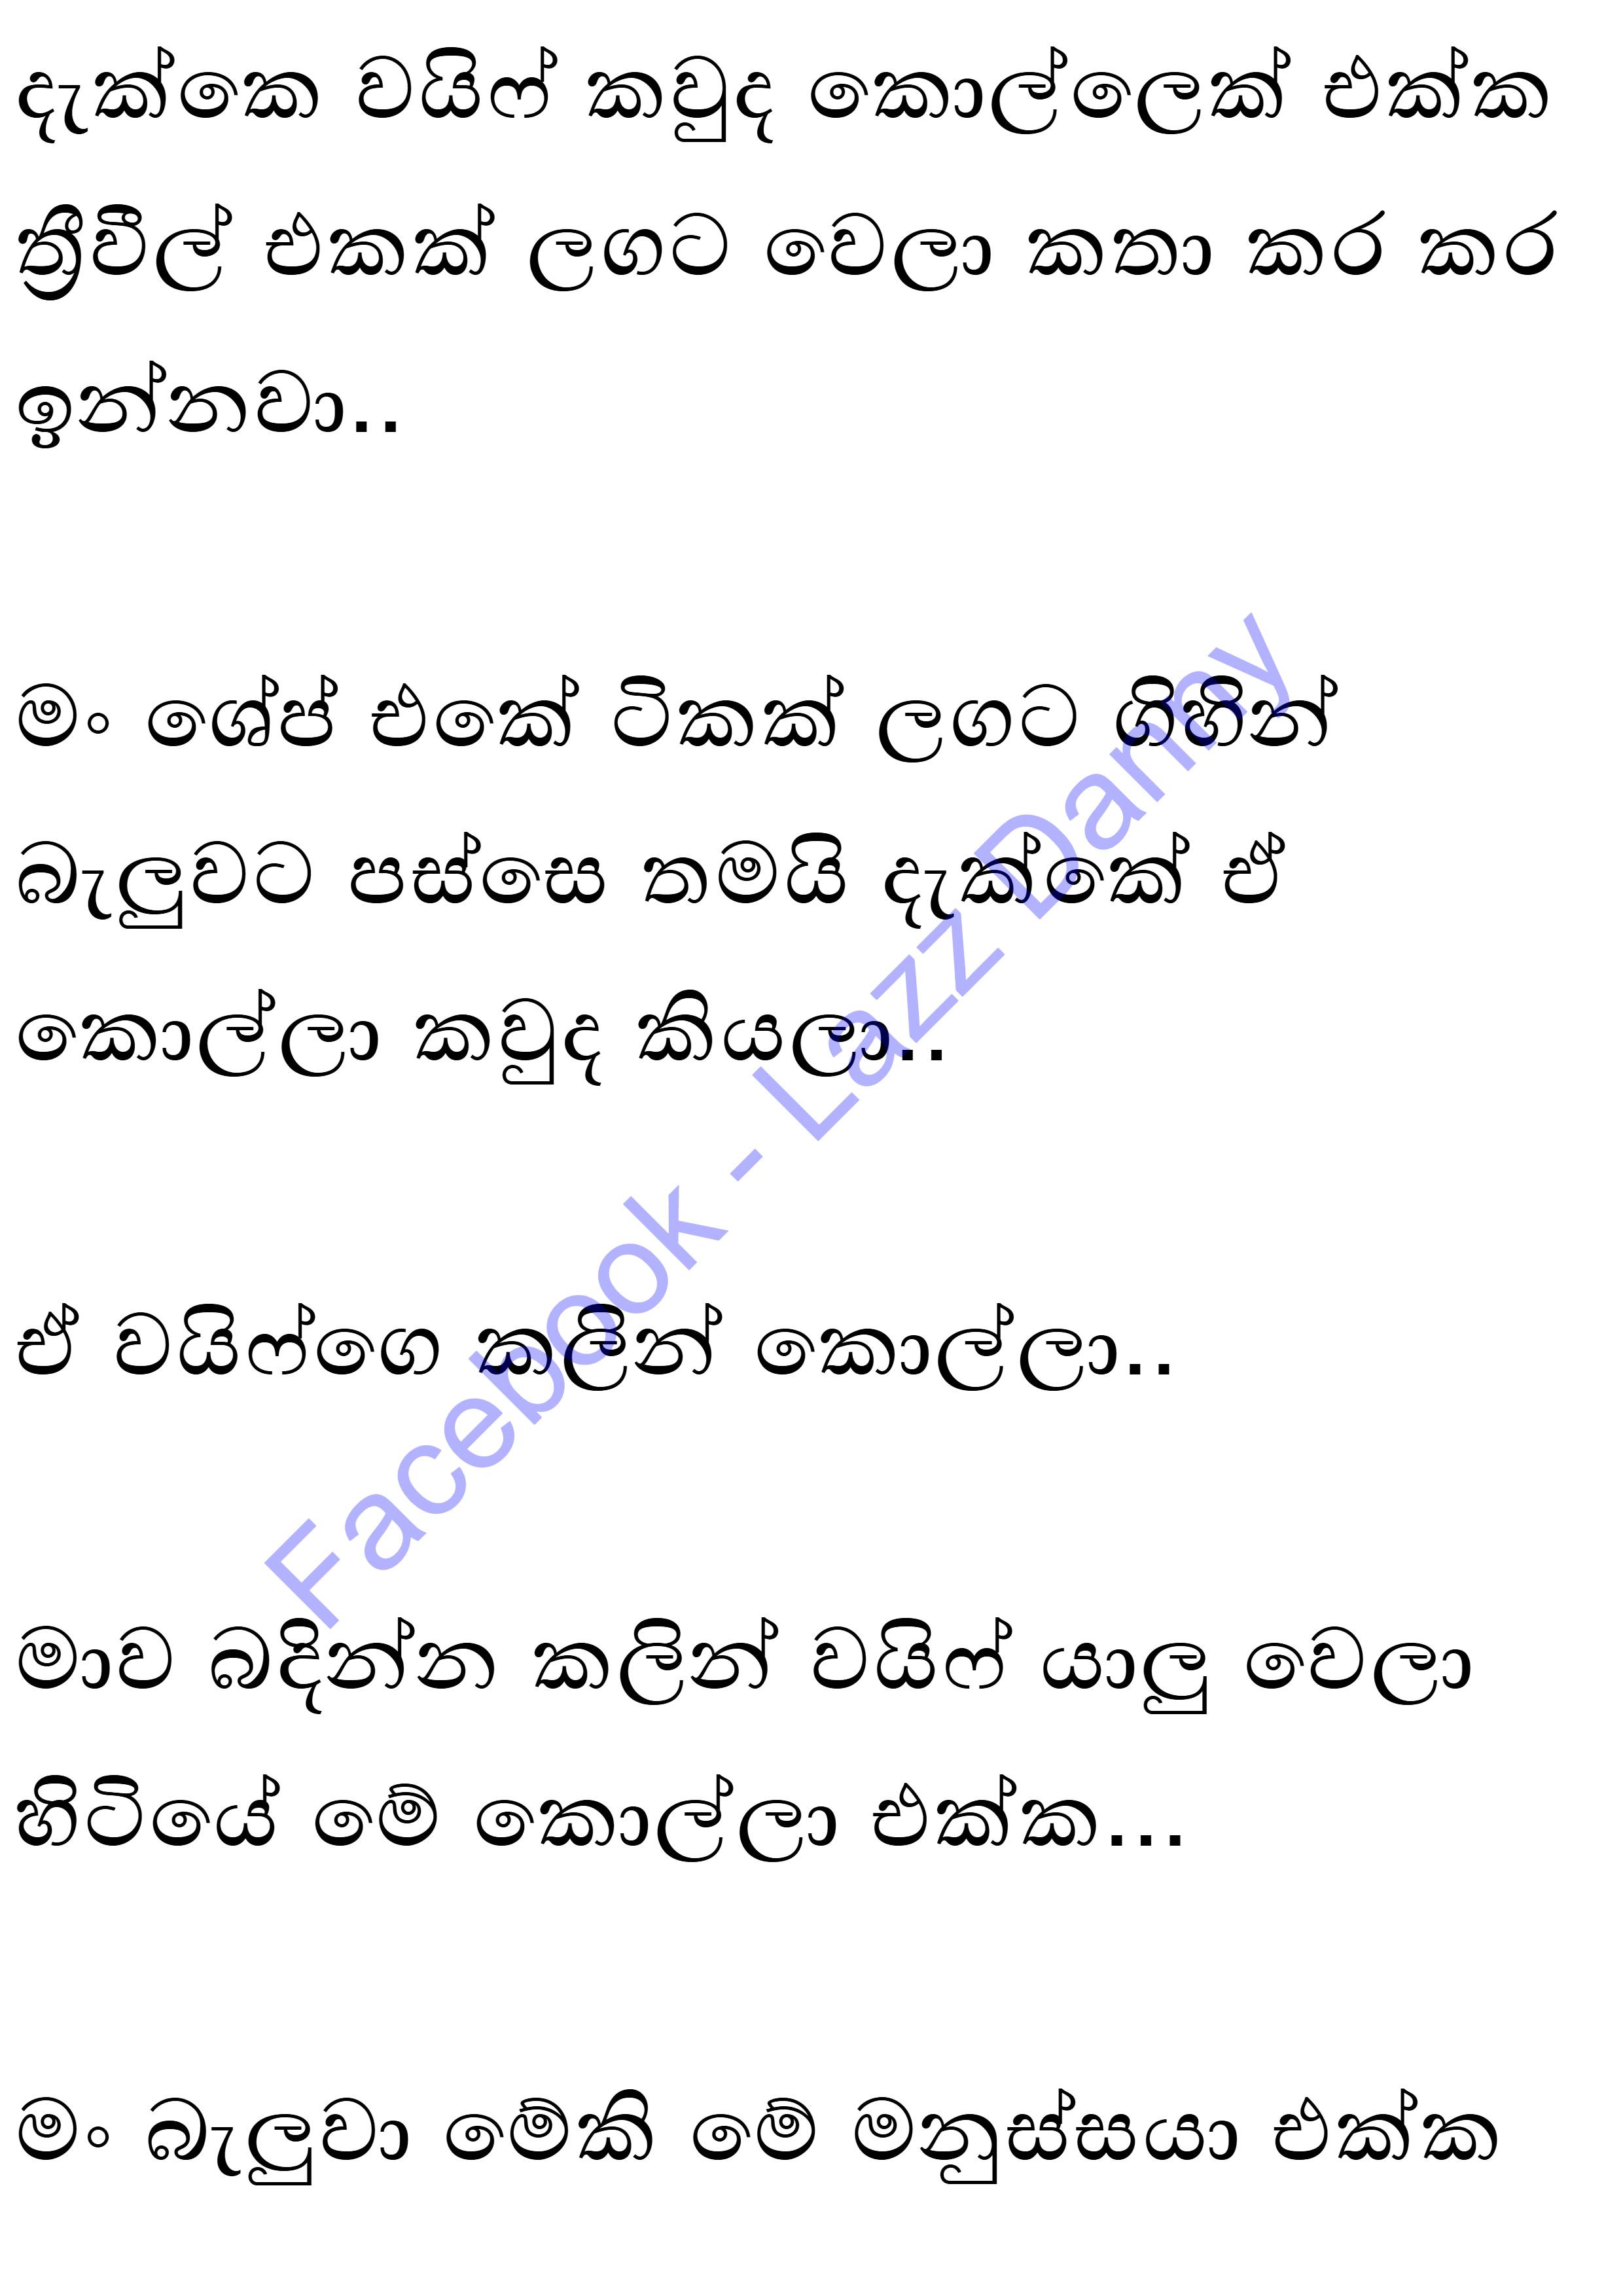 දැක්කෙ වයිෆ් කවුද කොල්ලෙක් එක්ක
ත්‍රීවීල් එකක් ලගට වෙලා කතා කර කර
ඉන්නවා..
මං ශේප් එකේ ටිකක් ලගට ගිහින්
බැලුවට පස්සෙ තමයි දැක්කේ ඒ
කොල්ලා කවුද කියලා..
ඒ වයිෆ්ගෙ කලින් කොල්ලා..
මාව බදින්න කලින් වයිෆ් යාලු වෙලා
හිටියේ මේ කොල්ලා එක්ක...
මං බැලුවා මේකි මේ මනුස්සයා එක්ක
Facebook - Lazz Danny